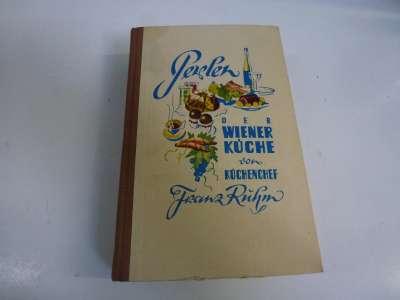 Perlen
DER
WIENER
KÜCHE
von
KÜCHENCHEF
Franz Ruhm